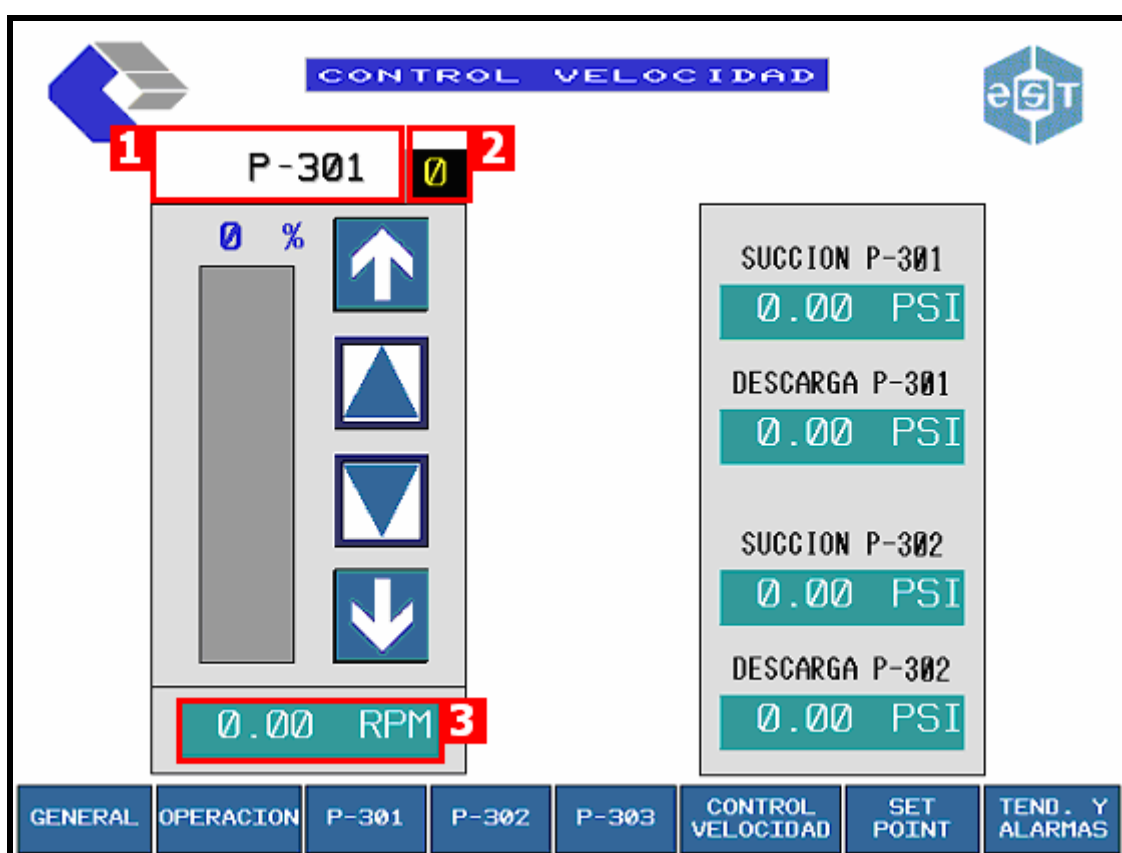 CONTROL VELOCIDAD
eST
1
P-301
0
2
0 %
SUCCION P-301
0.00 PSI
DESCARGA P-301
0.00 PSI
SUCCION P-302
0.00 PSI
DESCARGA P-302
0.00 PSI
0.00 RPM
3
GENERAL
OPERACION
P-301
P-302
P-303
CONTROL
VELOCIDAD
SET
POINT
TEND. Y
ALARMAS